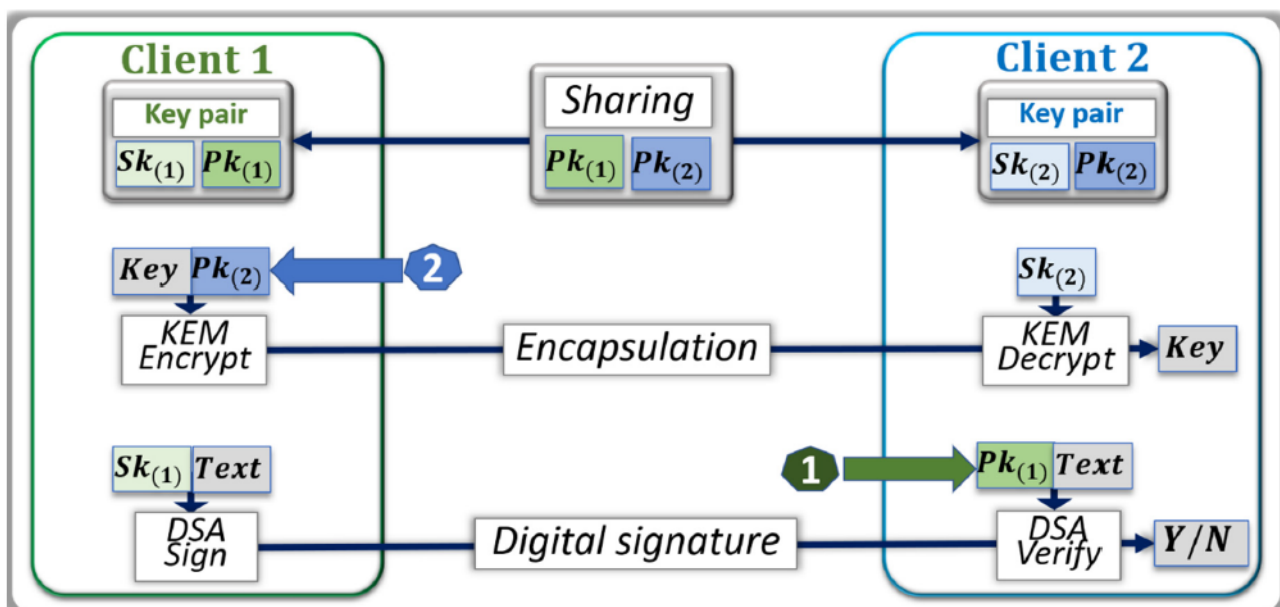 Client 1
Key pair
Sk(1) Pk(1)
Sharing
Pk(1) Pk(2)
Client 2
Key pair
Sk(2) Pk(2)
Key Pk(2)
2
KEM
Encrypt
Encapsulation
Sk(2)
KEM
Decrypt
Key
Sk(1) Text
DSA
Sign
Digital signature
1
Pk(1) Text
DSA
Verify
Y/N